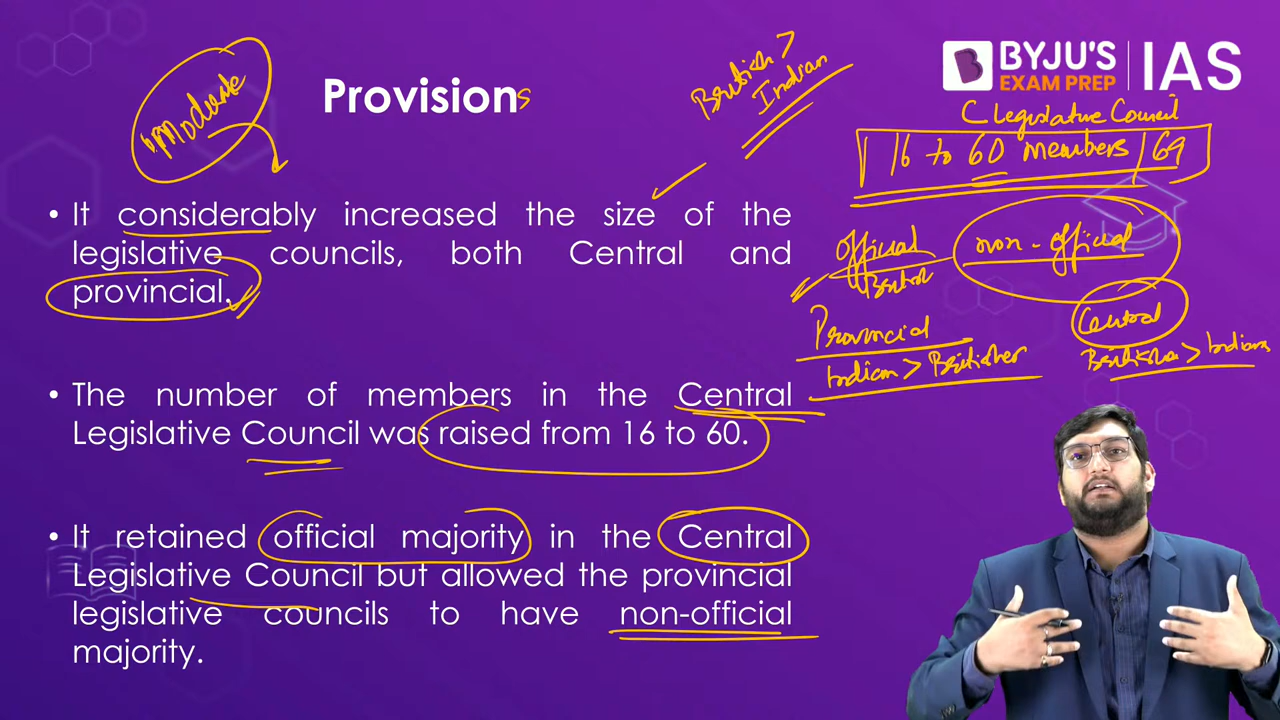 BYJU'S
EXAM PREP
IAS
Provisions
British >
Indian
C Legislative Council
16 to 60 members / 69
• It considerably increased the size of the
legislative councils, both Central and
provincial.
official
British
non-official
Provincial
Indian > Britisher
Central
> Indians
• The number of members in the Central
Legislative Council was raised from 16 to 60.
• It retained official majority in the Central
Legislative Council but allowed the provincial
legislative councils to have non-official
majority.